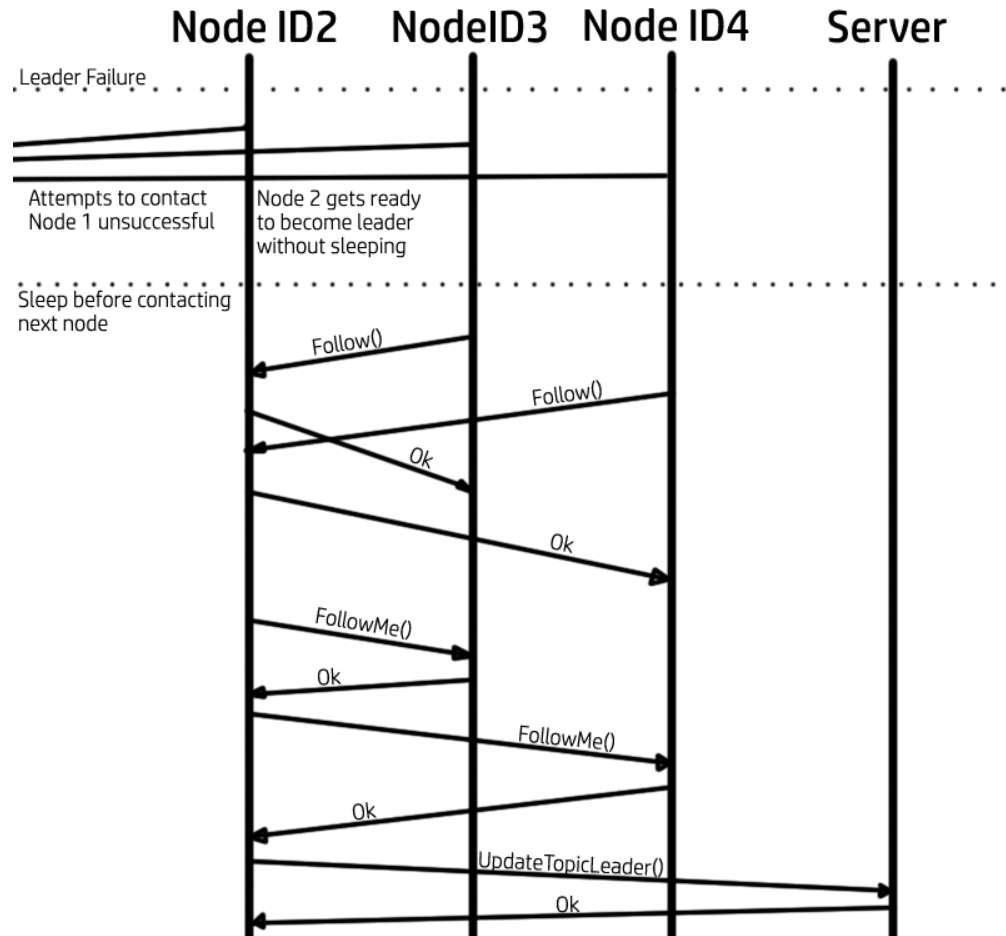 Node ID2 NodeID3 Node ID4 Server
Leader Failure
Attempts to contact
Node 1 unsuccessful
Node 2 gets ready
to become leader
without sleeping
Sleep before contacting
next node
Follow()
Follow()
Ok
Ok
FollowMe()
Ok
FollowMe()
Ok
UpdateTopicLeader()
Ok